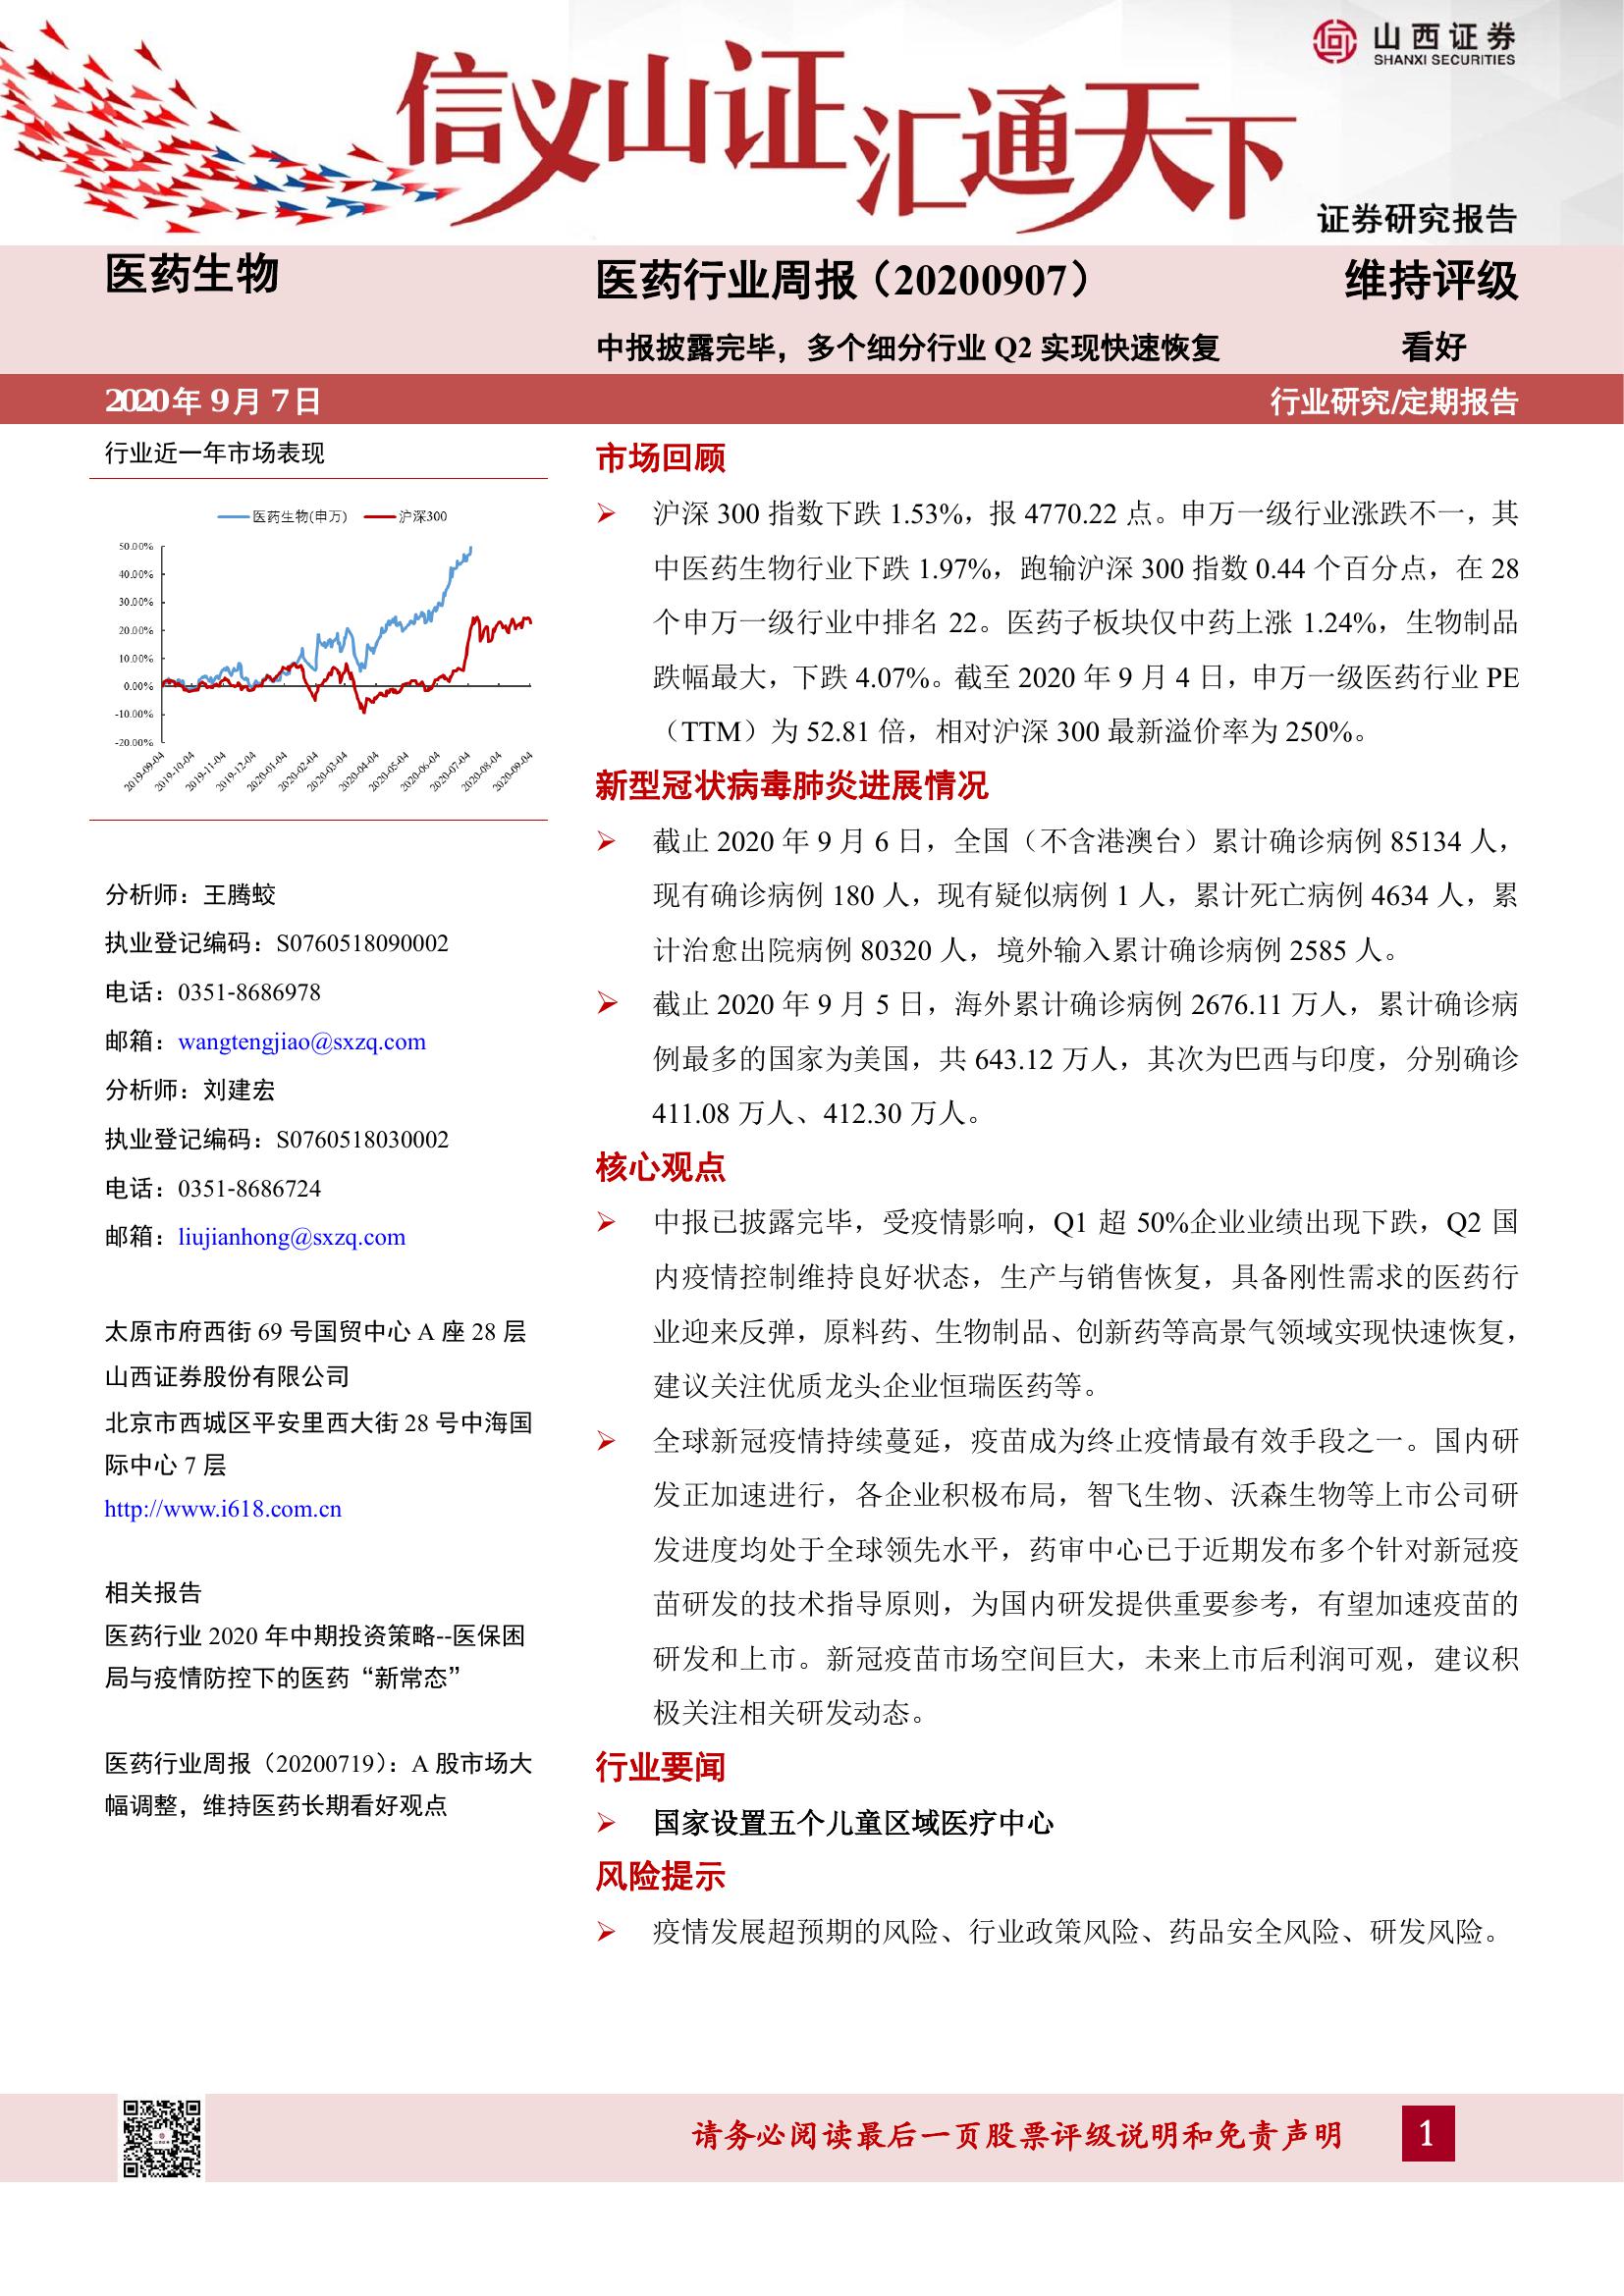 信义山证汇通天下
山西证券
SHANXI SECURITIES
证券研究报告
医药生物
医药行业周报（20200907）
维持评级
中报披露完毕，多个细分行业 Q2 实现快速恢复
看好
2020 年 9 月 7 日
行业研究/定期报告
行业近一年市场表现
医药生物(申万) 沪深300
50.00%
40.00%
30.00%
20.00%
10.00%
0.00%
-10.00%
-20.00%
2019-09-04 2019-10-04 2019-11-04 2019-12-04 2020-01-04 2020-02-04 2020-03-04 2020-04-04 2020-05-04 2020-06-04 2020-07-04 2020-08-04 2020-09-04
分析师：王腾蛟
执业登记编码：S0760518090002
电话：0351-8686978
邮箱：wangtengjiao@sxzq.com
分析师：刘建宏
执业登记编码：S0760518030002
电话：0351-8686724
邮箱：liujianhong@sxzq.com
太原市府西街 69 号国贸中心 A 座 28 层
山西证券股份有限公司
北京市西城区平安里西大街 28 号中海国
际中心 7 层
http://www.i618.com.cn
相关报告
医药行业 2020 年中期投资策略--医保困
局与疫情防控下的医药“新常态”
医药行业周报（20200719）：A 股市场大
幅调整，维持医药长期看好观点
市场回顾
➢ 沪深 300 指数下跌 1.53%，报 4770.22 点。申万一级行业涨跌不一，其
中医药生物行业下跌 1.97%，跑输沪深 300 指数 0.44 个百分点，在 28
个申万一级行业中排名 22。医药子板块仅中药上涨 1.24%，生物制品
跌幅最大，下跌 4.07%。截至 2020 年 9 月 4 日，申万一级医药行业 PE
（TTM）为 52.81 倍，相对沪深 300 最新溢价率为 250%。
新型冠状病毒肺炎进展情况
➢ 截止 2020 年 9 月 6 日，全国（不含港澳台）累计确诊病例 85134 人，
现有确诊病例 180 人，现有疑似病例 1 人，累计死亡病例 4634 人，累
计治愈出院病例 80320 人，境外输入累计确诊病例 2585 人。
➢ 截止 2020 年 9 月 5 日，海外累计确诊病例 2676.11 万人，累计确诊病
例最多的国家为美国，共 643.12 万人，其次为巴西与印度，分别确诊
411.08 万人、412.30 万人。
核心观点
➢ 中报已披露完毕，受疫情影响，Q1 超 50%企业业绩出现下跌，Q2 国
内疫情控制维持良好状态，生产与销售恢复，具备刚性需求的医药行
业迎来反弹，原料药、生物制品、创新药等高景气领域实现快速恢复，
建议关注优质龙头企业恒瑞医药等。
➢ 全球新冠疫情持续蔓延，疫苗成为终止疫情最有效手段之一。国内研
发正加速进行，各企业积极布局，智飞生物、沃森生物等上市公司研
发进度均处于全球领先水平，药审中心已于近期发布多个针对新冠疫
苗研发的技术指导原则，为国内研发提供重要参考，有望加速疫苗的
研发和上市。新冠疫苗市场空间巨大，未来上市后利润可观，建议积
极关注相关研发动态。
行业要闻
➢ 国家设置五个儿童区域医疗中心
风险提示
➢ 疫情发展超预期的风险、行业政策风险、药品安全风险、研发风险。
请务必阅读最后一页股票评级说明和免责声明
1